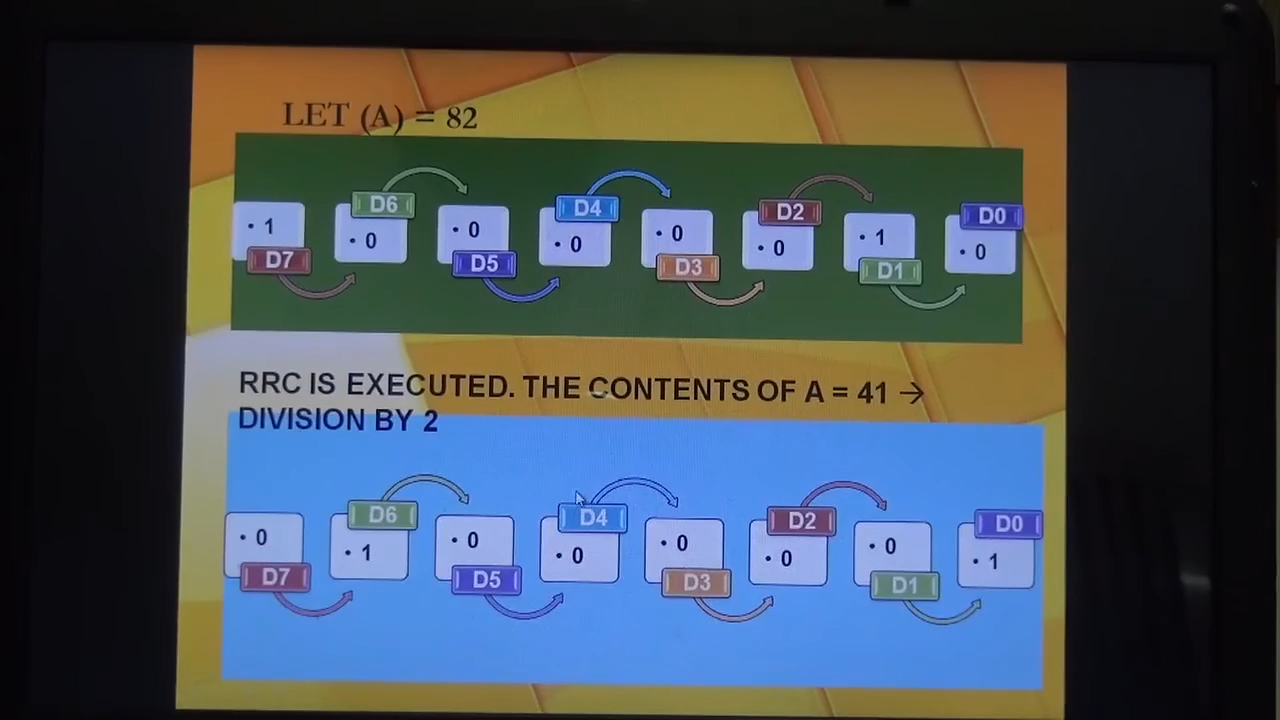 LET (A) = 82
• 1 • 0 • 0 • 0 • 0 • 0 • 1 • 0
D7 D6 D5 D4 D3 D2 D1 D0
RRC IS EXECUTED. THE CONTENTS OF A = 41 →
DIVISION BY 2
• 0 • 1 • 0 • 0 • 0 • 0 • 0 • 1
D7 D6 D5 D4 D3 D2 D1 D0